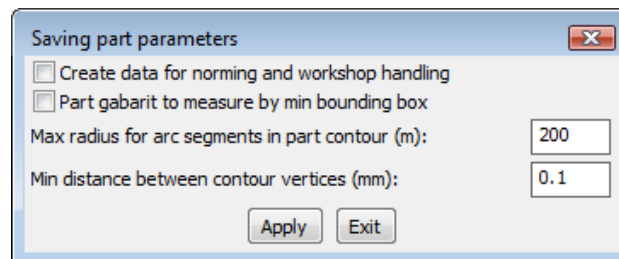 Saving part parameters
Create data for norming and workshop handling
Part gabarit to measure by min bounding box
Max radius for arc segments in part contour (m): 200
Min distance between contour vertices (mm): 0.1
Apply Exit